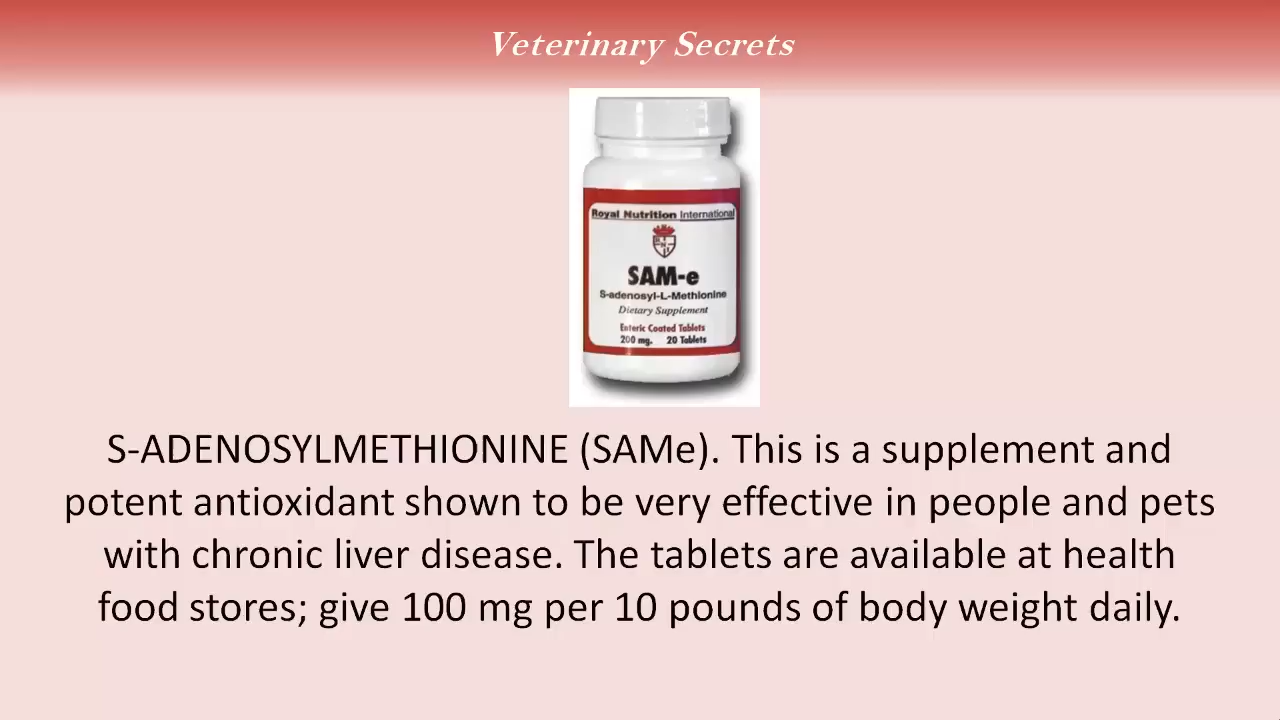 Veterinary Secrets
Royal Nutrition International
SAM-e
S-adenosyl-L-Methionine
Dietary Supplement
Enteric Coated Tablets
200 mg. 20 Tablets
S-ADENOSYLMETHIONINE (SAMe). This is a supplement and
potent antioxidant shown to be very effective in people and pets
with chronic liver disease. The tablets are available at health
food stores; give 100 mg per 10 pounds of body weight daily.